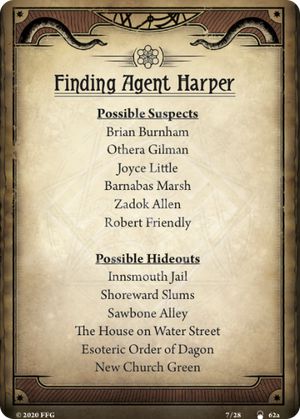 Finding Agent Harper
Possible Suspects
Brian Burnham
Othera Gilman
Joyce Little
Barnabas Marsh
Zadok Allen
Robert Friendly
Possible Hideouts
Innsmouth Jail
Shoreward Slums
Sawbone Alley
The House on Water Street
Esoteric Order of Dagon
New Church Green
© 2020 FFG 7/28 62a